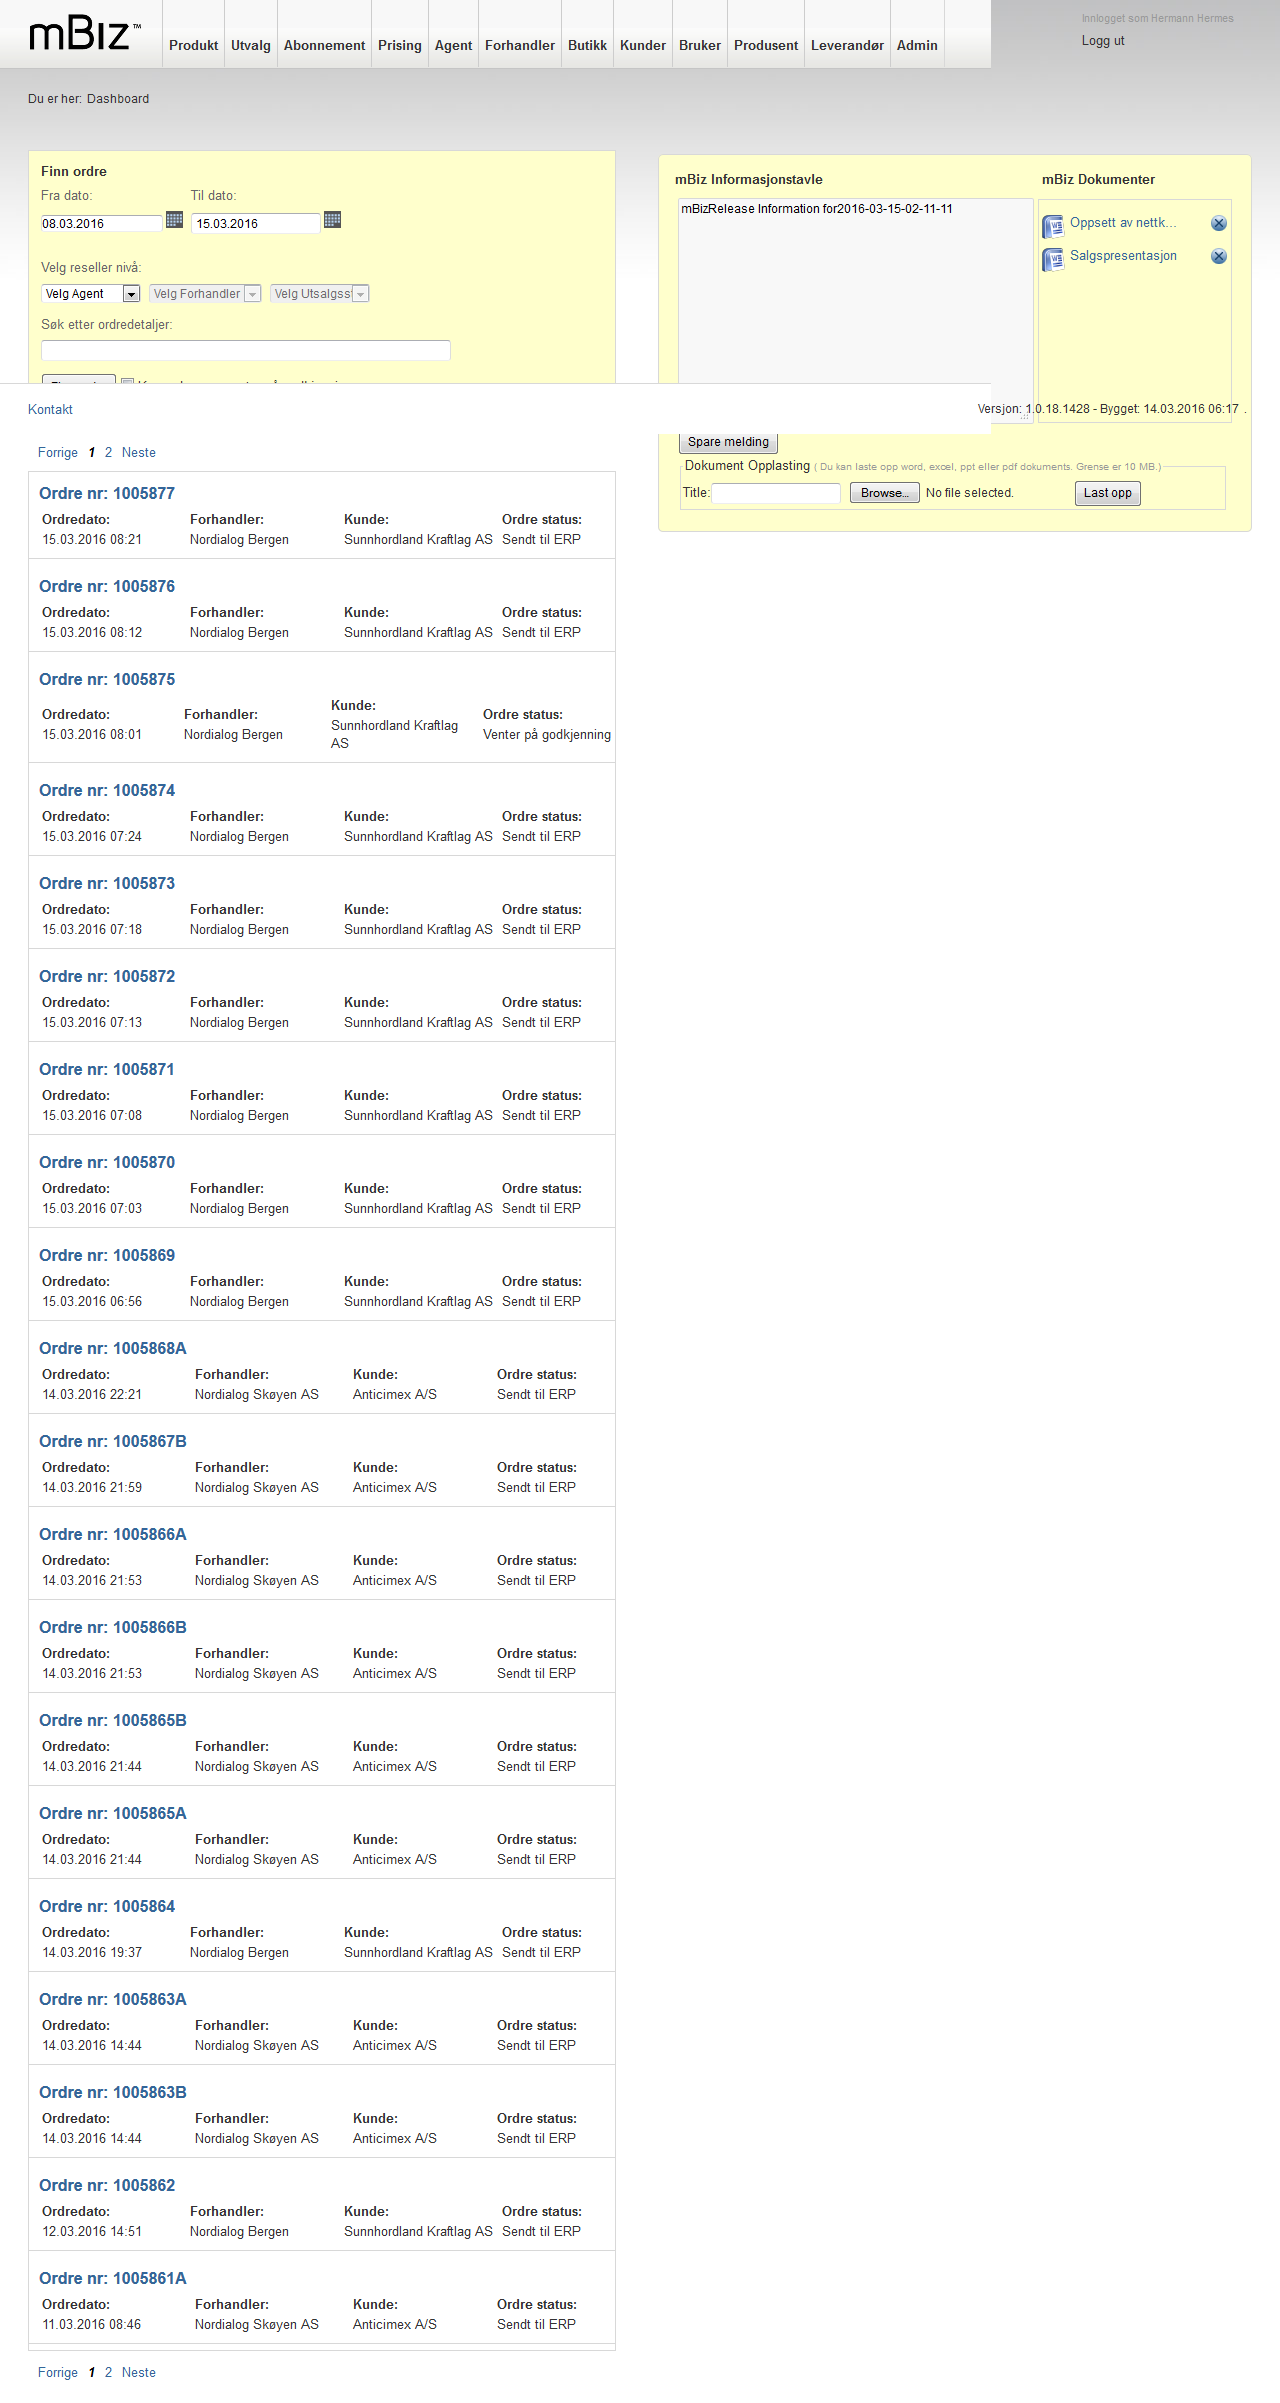 mBiz™
Produkt Utvalg Abonnement Prising Agent Forhandler Butikk Kunder Bruker Produsent Leverandør Admin
Innlogget som Hermann Hermes
Logg ut
Du er her: Dashboard
Finn ordre
Fra dato: Til dato:
08.03.2016 15.03.2016
Velg reseller nivå:
Velg Agent Velg Forhandler Velg Utsalgsst
Søk etter ordredetaljer:
mBiz Informasjonstavle
mBizRelease Information for2016-03-15-02-11-11
mBiz Dokumenter
Oppsett av nettk...
Salgspresentasjon
Kontakt
Versjon: 1.0.18.1428 - Bygget: 14.03.2016 06:17 .
Spare melding
Dokument Opplasting ( Du kan laste opp word, excel, ppt eller pdf dokuments. Grense er 10 MB.)
Title: Browse... No file selected. Last opp
Forrige 1 2 Neste
Ordre nr: 1005877
Ordredato: Forhandler: Kunde: Ordre status:
15.03.2016 08:21 Nordialog Bergen Sunnhordland Kraftlag AS Sendt til ERP
Ordre nr: 1005876
Ordredato: Forhandler: Kunde: Ordre status:
15.03.2016 08:12 Nordialog Bergen Sunnhordland Kraftlag AS Sendt til ERP
Ordre nr: 1005875
Ordredato: Forhandler: Kunde: Ordre status:
15.03.2016 08:01 Nordialog Bergen Sunnhordland Kraftlag AS Venter på godkjenning
Ordre nr: 1005874
Ordredato: Forhandler: Kunde: Ordre status:
15.03.2016 07:24 Nordialog Bergen Sunnhordland Kraftlag AS Sendt til ERP
Ordre nr: 1005873
Ordredato: Forhandler: Kunde: Ordre status:
15.03.2016 07:18 Nordialog Bergen Sunnhordland Kraftlag AS Sendt til ERP
Ordre nr: 1005872
Ordredato: Forhandler: Kunde: Ordre status:
15.03.2016 07:13 Nordialog Bergen Sunnhordland Kraftlag AS Sendt til ERP
Ordre nr: 1005871
Ordredato: Forhandler: Kunde: Ordre status:
15.03.2016 07:08 Nordialog Bergen Sunnhordland Kraftlag AS Sendt til ERP
Ordre nr: 1005870
Ordredato: Forhandler: Kunde: Ordre status:
15.03.2016 07:03 Nordialog Bergen Sunnhordland Kraftlag AS Sendt til ERP
Ordre nr: 1005869
Ordredato: Forhandler: Kunde: Ordre status:
15.03.2016 06:56 Nordialog Bergen Sunnhordland Kraftlag AS Sendt til ERP
Ordre nr: 1005868A
Ordredato: Forhandler: Kunde: Ordre status:
14.03.2016 22:21 Nordialog Skøyen AS Anticimex A/S Sendt til ERP
Ordre nr: 1005867B
Ordredato: Forhandler: Kunde: Ordre status:
14.03.2016 21:59 Nordialog Skøyen AS Anticimex A/S Sendt til ERP
Ordre nr: 1005866A
Ordredato: Forhandler: Kunde: Ordre status:
14.03.2016 21:53 Nordialog Skøyen AS Anticimex A/S Sendt til ERP
Ordre nr: 1005866B
Ordredato: Forhandler: Kunde: Ordre status:
14.03.2016 21:53 Nordialog Skøyen AS Anticimex A/S Sendt til ERP
Ordre nr: 1005865B
Ordredato: Forhandler: Kunde: Ordre status:
14.03.2016 21:44 Nordialog Skøyen AS Anticimex A/S Sendt til ERP
Ordre nr: 1005865A
Ordredato: Forhandler: Kunde: Ordre status:
14.03.2016 21:44 Nordialog Skøyen AS Anticimex A/S Sendt til ERP
Ordre nr: 1005864
Ordredato: Forhandler: Kunde: Ordre status:
14.03.2016 19:37 Nordialog Bergen Sunnhordland Kraftlag AS Sendt til ERP
Ordre nr: 1005863A
Ordredato: Forhandler: Kunde: Ordre status:
14.03.2016 14:44 Nordialog Skøyen AS Anticimex A/S Sendt til ERP
Ordre nr: 1005863B
Ordredato: Forhandler: Kunde: Ordre status:
14.03.2016 14:44 Nordialog Skøyen AS Anticimex A/S Sendt til ERP
Ordre nr: 1005862
Ordredato: Forhandler: Kunde: Ordre status:
12.03.2016 14:51 Nordialog Bergen Sunnhordland Kraftlag AS Sendt til ERP
Ordre nr: 1005861A
Ordredato: Forhandler: Kunde: Ordre status:
11.03.2016 08:46 Nordialog Skøyen AS Anticimex A/S Sendt til ERP
Forrige 1 2 Neste